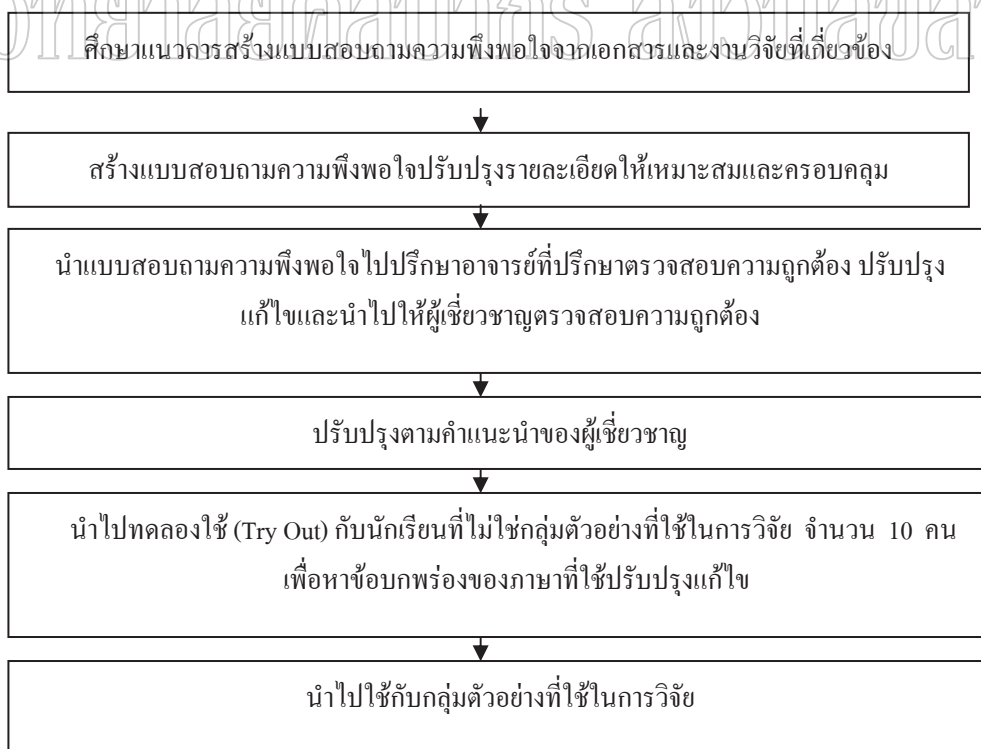 ศึกษาแนวการสร้างแบบสอบถามความพึงพอใจจากเอกสารและงานวิจัยที่เกี่ยวข้อง
สร้างแบบสอบถามความพึงพอใจปรับปรุงรายละเอียดให้เหมาะสมและครอบคลุม
นำแบบสอบถามความพึงพอใจไปปรึกษาอาจารย์ที่ปรึกษาตรวจสอบความถูกต้อง ปรับปรุง
แก้ไขและนำไปให้ผู้เชี่ยวชาญตรวจสอบความถูกต้อง
ปรับปรุงตามคำแนะนำของผู้เชี่ยวชาญ
นำไปทดลองใช้ (Try Out) กับนักเรียนที่ไม่ใช่กลุ่มตัวอย่างที่ใช้ในการวิจัย จำนวน 10 คน
เพื่อหาข้อบกพร่องของภาษาที่ใช้ปรับปรุงแก้ไข
นำไปใช้กับกลุ่มตัวอย่างที่ใช้ในการวิจัย